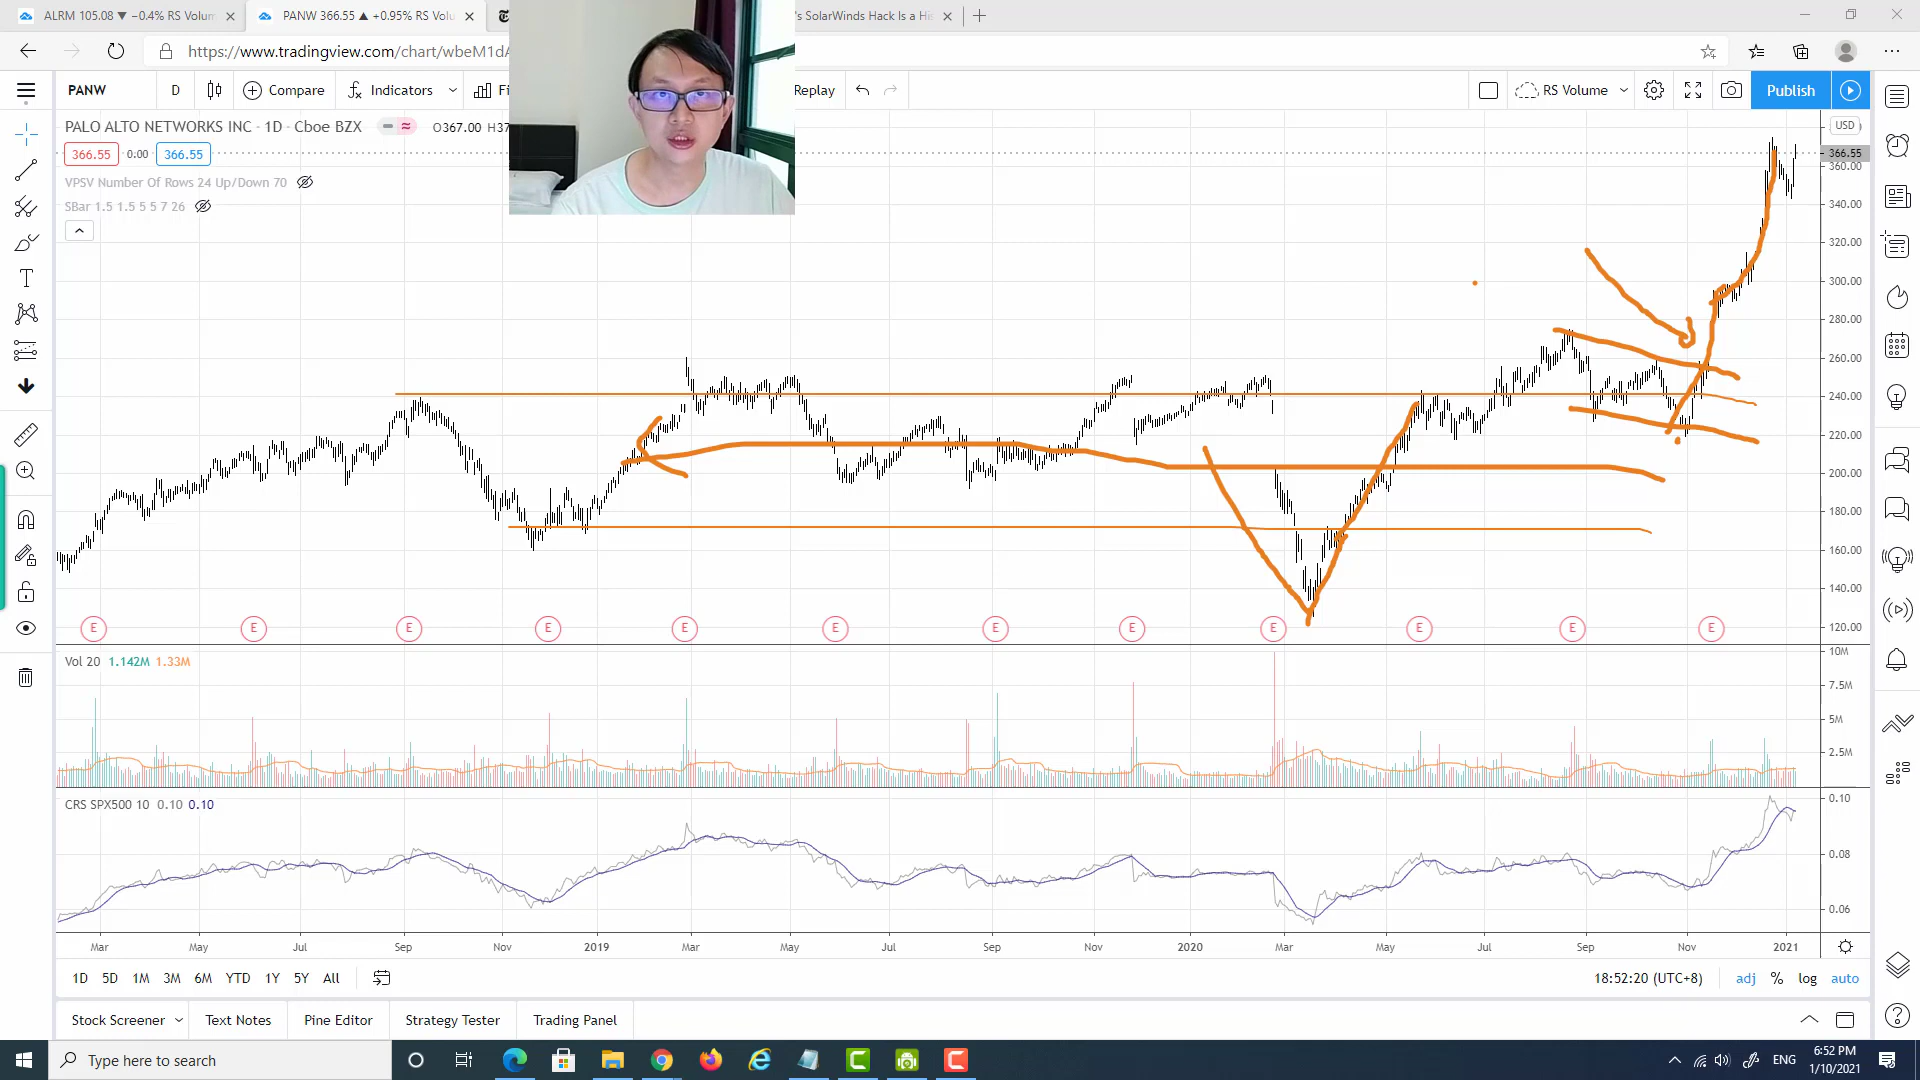 ALRM 105.08 ▼ −0.4% RS Volum
PANW 366.55 ▲ +0.95% RS Volu
's SolarWinds Hack Is a Hi
https://www.tradingview.com/chart/wbeM1d
PANW D Compare Indicators Replay RS Volume Publish
PALO ALTO NETWORKS INC · 1D · Cboe BZX O367.00 H37
366.55 0.00 366.55
VPSV Number Of Rows 24 Up/Down 70
SBar 1.5 1.5 5 5 7 26
USD
366.55
360.00
340.00
320.00
300.00
280.00
260.00
240.00
220.00
200.00
180.00
160.00
140.00
120.00
E E E E E E E E E E E E
Vol 20 1.142M 1.33M
10M
7.5M
5M
2.5M
CRS SPX500 10 0.10 0.10
0.10
0.08
0.06
Mar May Jul Sep Nov 2019 Mar May Jul Sep Nov 2020 Mar May Jul Sep Nov 2021
1D 5D 1M 3M 6M YTD 1Y 5Y All 18:52:20 (UTC+8) adj % log auto
Stock Screener Text Notes Pine Editor Strategy Tester Trading Panel
Type here to search
ENG
6:52 PM
1/10/2021